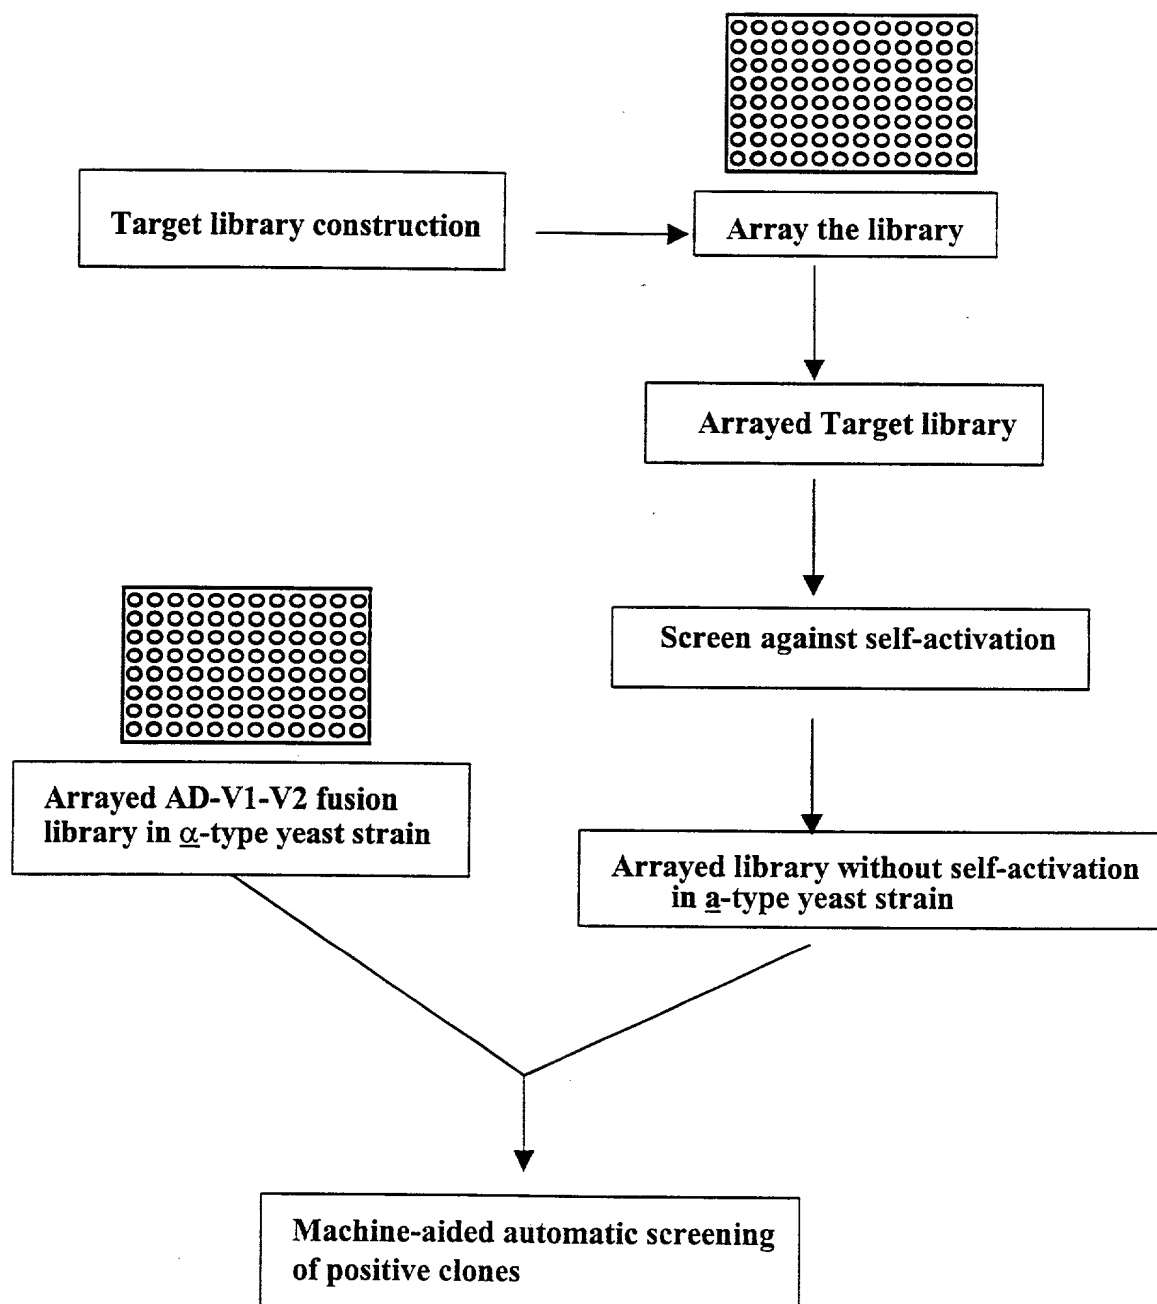 Target library construction
Array the library
Arrayed Target library
Screen against self-activation
Arrayed AD-V1-V2 fusion
library in α-type yeast strain
Arrayed library without self-activation
in a-type yeast strain
Machine-aided automatic screening
of positive clones